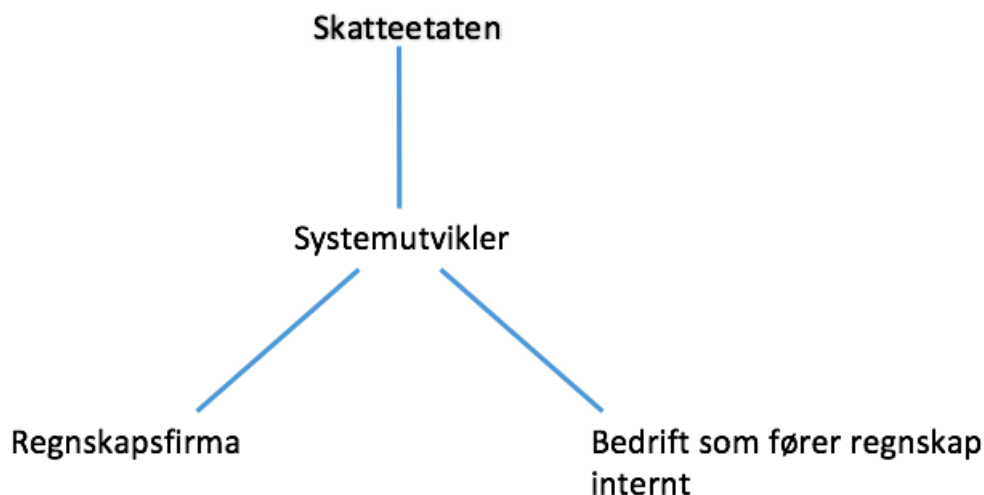 Skatteetaten
Systemutvikler
Regnskapsfirma
Bedrift som fører regnskap
internt